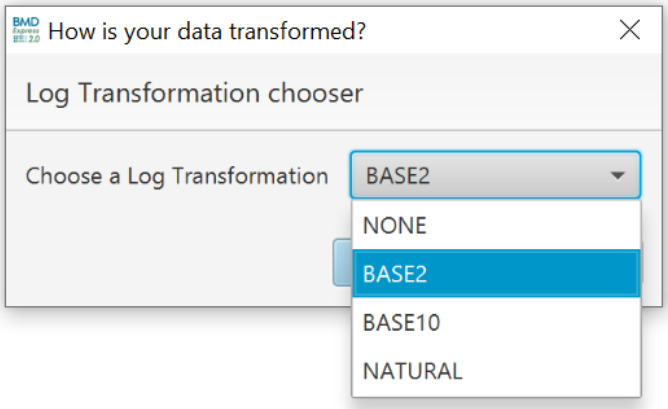 BMD
Express
2.0
How is your data transformed?
Log Transformation chooser
Choose a Log Transformation
BASE2
NONE
BASE2
BASE10
NATURAL